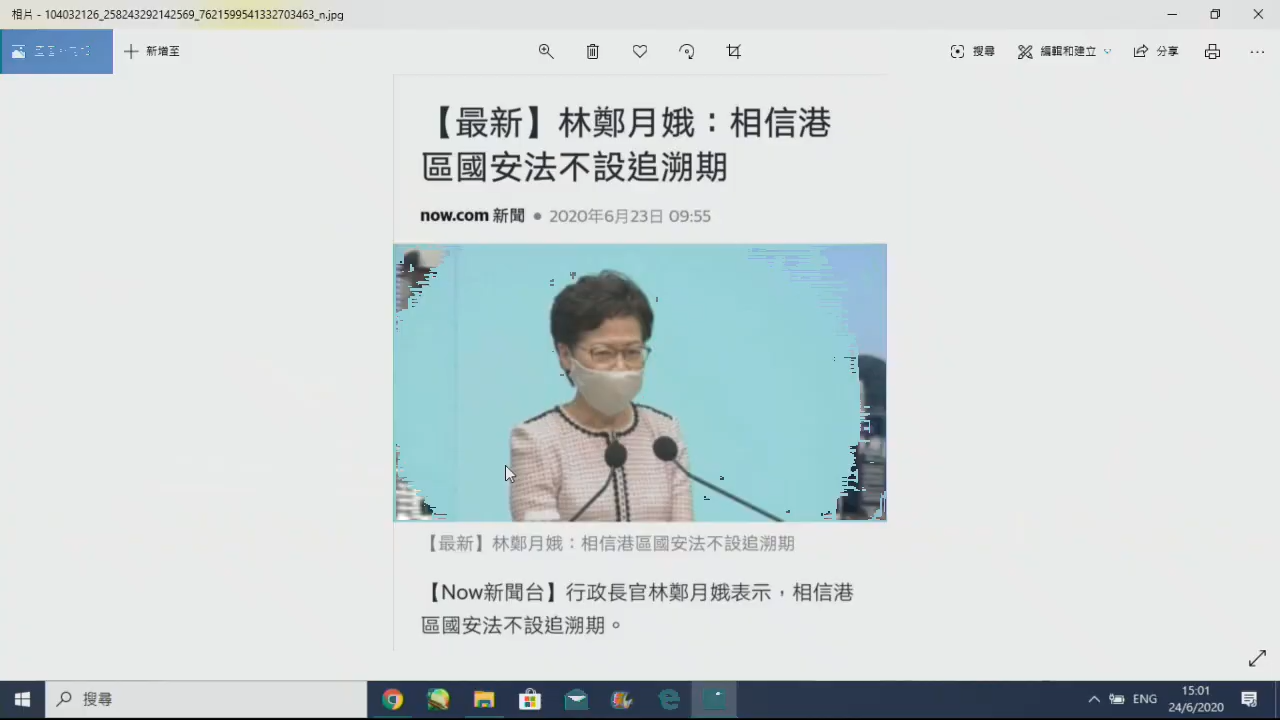 相片 - 104032126_258243292142569_7621599541332703463_n.jpg
新增至
搜尋
編輯和建立
分享
【最新】林鄭月娥：相信港
區國安法不設追溯期
now.com 新聞 ● 2020年6月23日 09:55
【最新】林鄭月娥：相信港區國安法不設追溯期
【Now新聞台】行政長官林鄭月娥表示，相信港
區國安法不設追溯期。
搜尋
ENG
15:01
24/6/2020